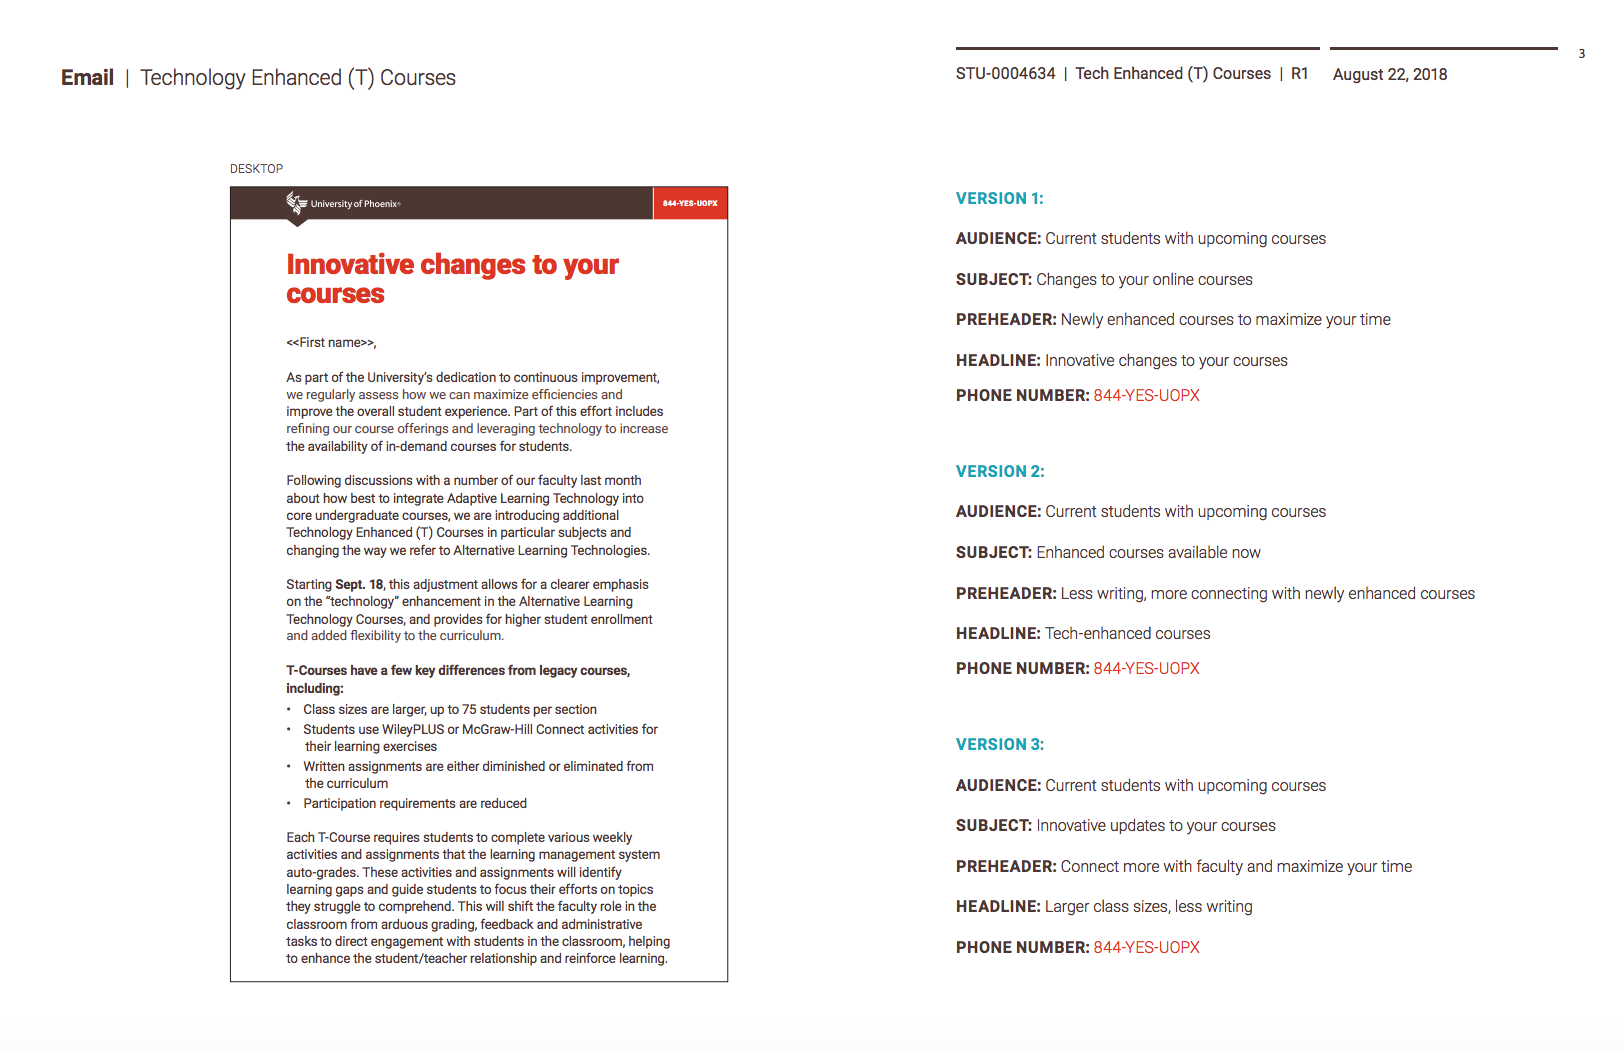 Email | Technology Enhanced (T) Courses
STU-0004634 | Tech Enhanced (T) Courses | R1
August 22, 2018
3
DESKTOP
University of Phoenix®
844-YES-UOPX
Innovative changes to your
courses
<<First name>>,
As part of the University's dedication to continuous improvement,
we regularly assess how we can maximize efficiencies and
improve the overall student experience. Part of this effort includes
refining our course offerings and leveraging technology to increase
the availability of in-demand courses for students.
Following discussions with a number of our faculty last month
about how best to integrate Adaptive Learning Technology into
core undergraduate courses, we are introducing additional
Technology Enhanced (T) Courses in particular subjects and
changing the way we refer to Alternative Learning Technologies.
Starting Sept. 18, this adjustment allows for a clearer emphasis
on the “technology” enhancement in the Alternative Learning
Technology Courses, and provides for higher student enrollment
and added flexibility to the curriculum.
T-Courses have a few key differences from legacy courses,
including:
• Class sizes are larger, up to 75 students per section
• Students use WileyPLUS or McGraw-Hill Connect activities for
their learning exercises
• Written assignments are either diminished or eliminated from
the curriculum
• Participation requirements are reduced
Each T-Course requires students to complete various weekly
activities and assignments that the learning management system
auto-grades. These activities and assignments will identify
learning gaps and guide students to focus their efforts on topics
they struggle to comprehend. This will shift the faculty role in the
classroom from arduous grading, feedback and administrative
tasks to direct engagement with students in the classroom, helping
to enhance the student/teacher relationship and reinforce learning.
VERSION 1:
AUDIENCE: Current students with upcoming courses
SUBJECT: Changes to your online courses
PREHEADER: Newly enhanced courses to maximize your time
HEADLINE: Innovative changes to your courses
PHONE NUMBER: 844-YES-UOPX
VERSION 2:
AUDIENCE: Current students with upcoming courses
SUBJECT: Enhanced courses available now
PREHEADER: Less writing, more connecting with newly enhanced courses
HEADLINE: Tech-enhanced courses
PHONE NUMBER: 844-YES-UOPX
VERSION 3:
AUDIENCE: Current students with upcoming courses
SUBJECT: Innovative updates to your courses
PREHEADER: Connect more with faculty and maximize your time
HEADLINE: Larger class sizes, less writing
PHONE NUMBER: 844-YES-UOPX